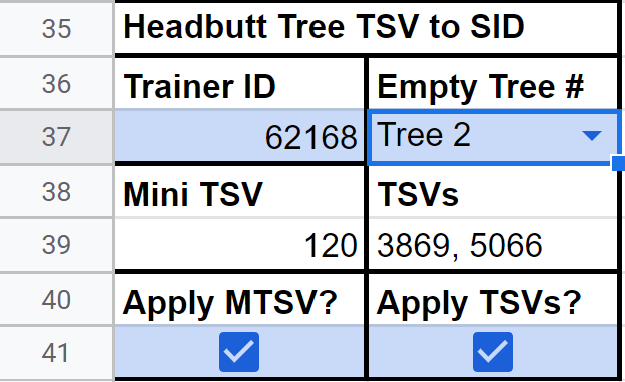 35 Headbutt Tree TSV to SID
36 Trainer ID Empty Tree #
37 62168 Tree 2
38 Mini TSV TSVs
39 120 3869, 5066
40 Apply MTSV? Apply TSVs?
41